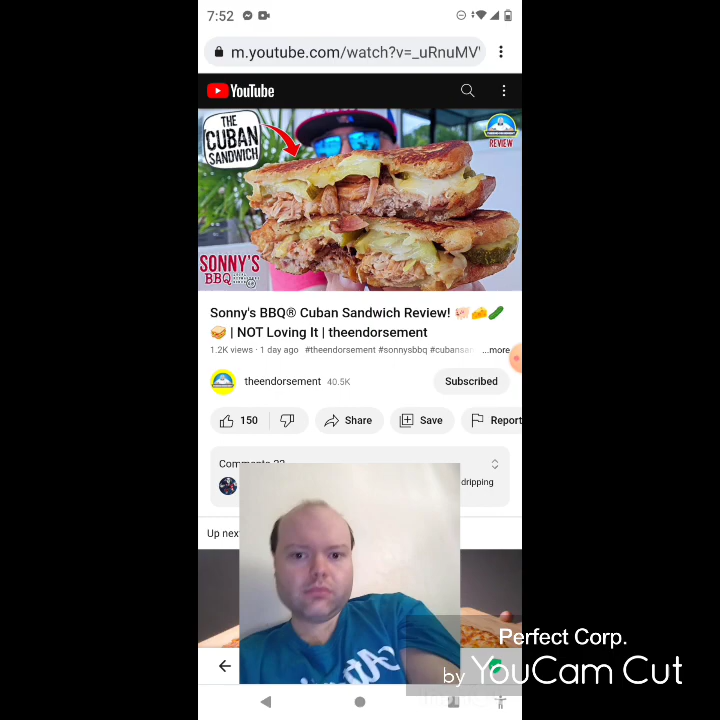 7:52
m.youtube.com/watch?v=_uRnuMV
YouTube
THE
CUBAN
SANDWICH
REVIEW
SONNY'S
BBQ
Sonny's BBQ® Cuban Sandwich Review! 🐖🧀🥒
🥪 | NOT Loving It | theendorsement
1.2K views · 1 day ago #theendorsement #sonnysbbq #cubansan ...more
theendorsement 40.5K
Subscribed
150
Share
Save
Report
dripping
Up nex
Perfect Corp.
by YouCam Cut